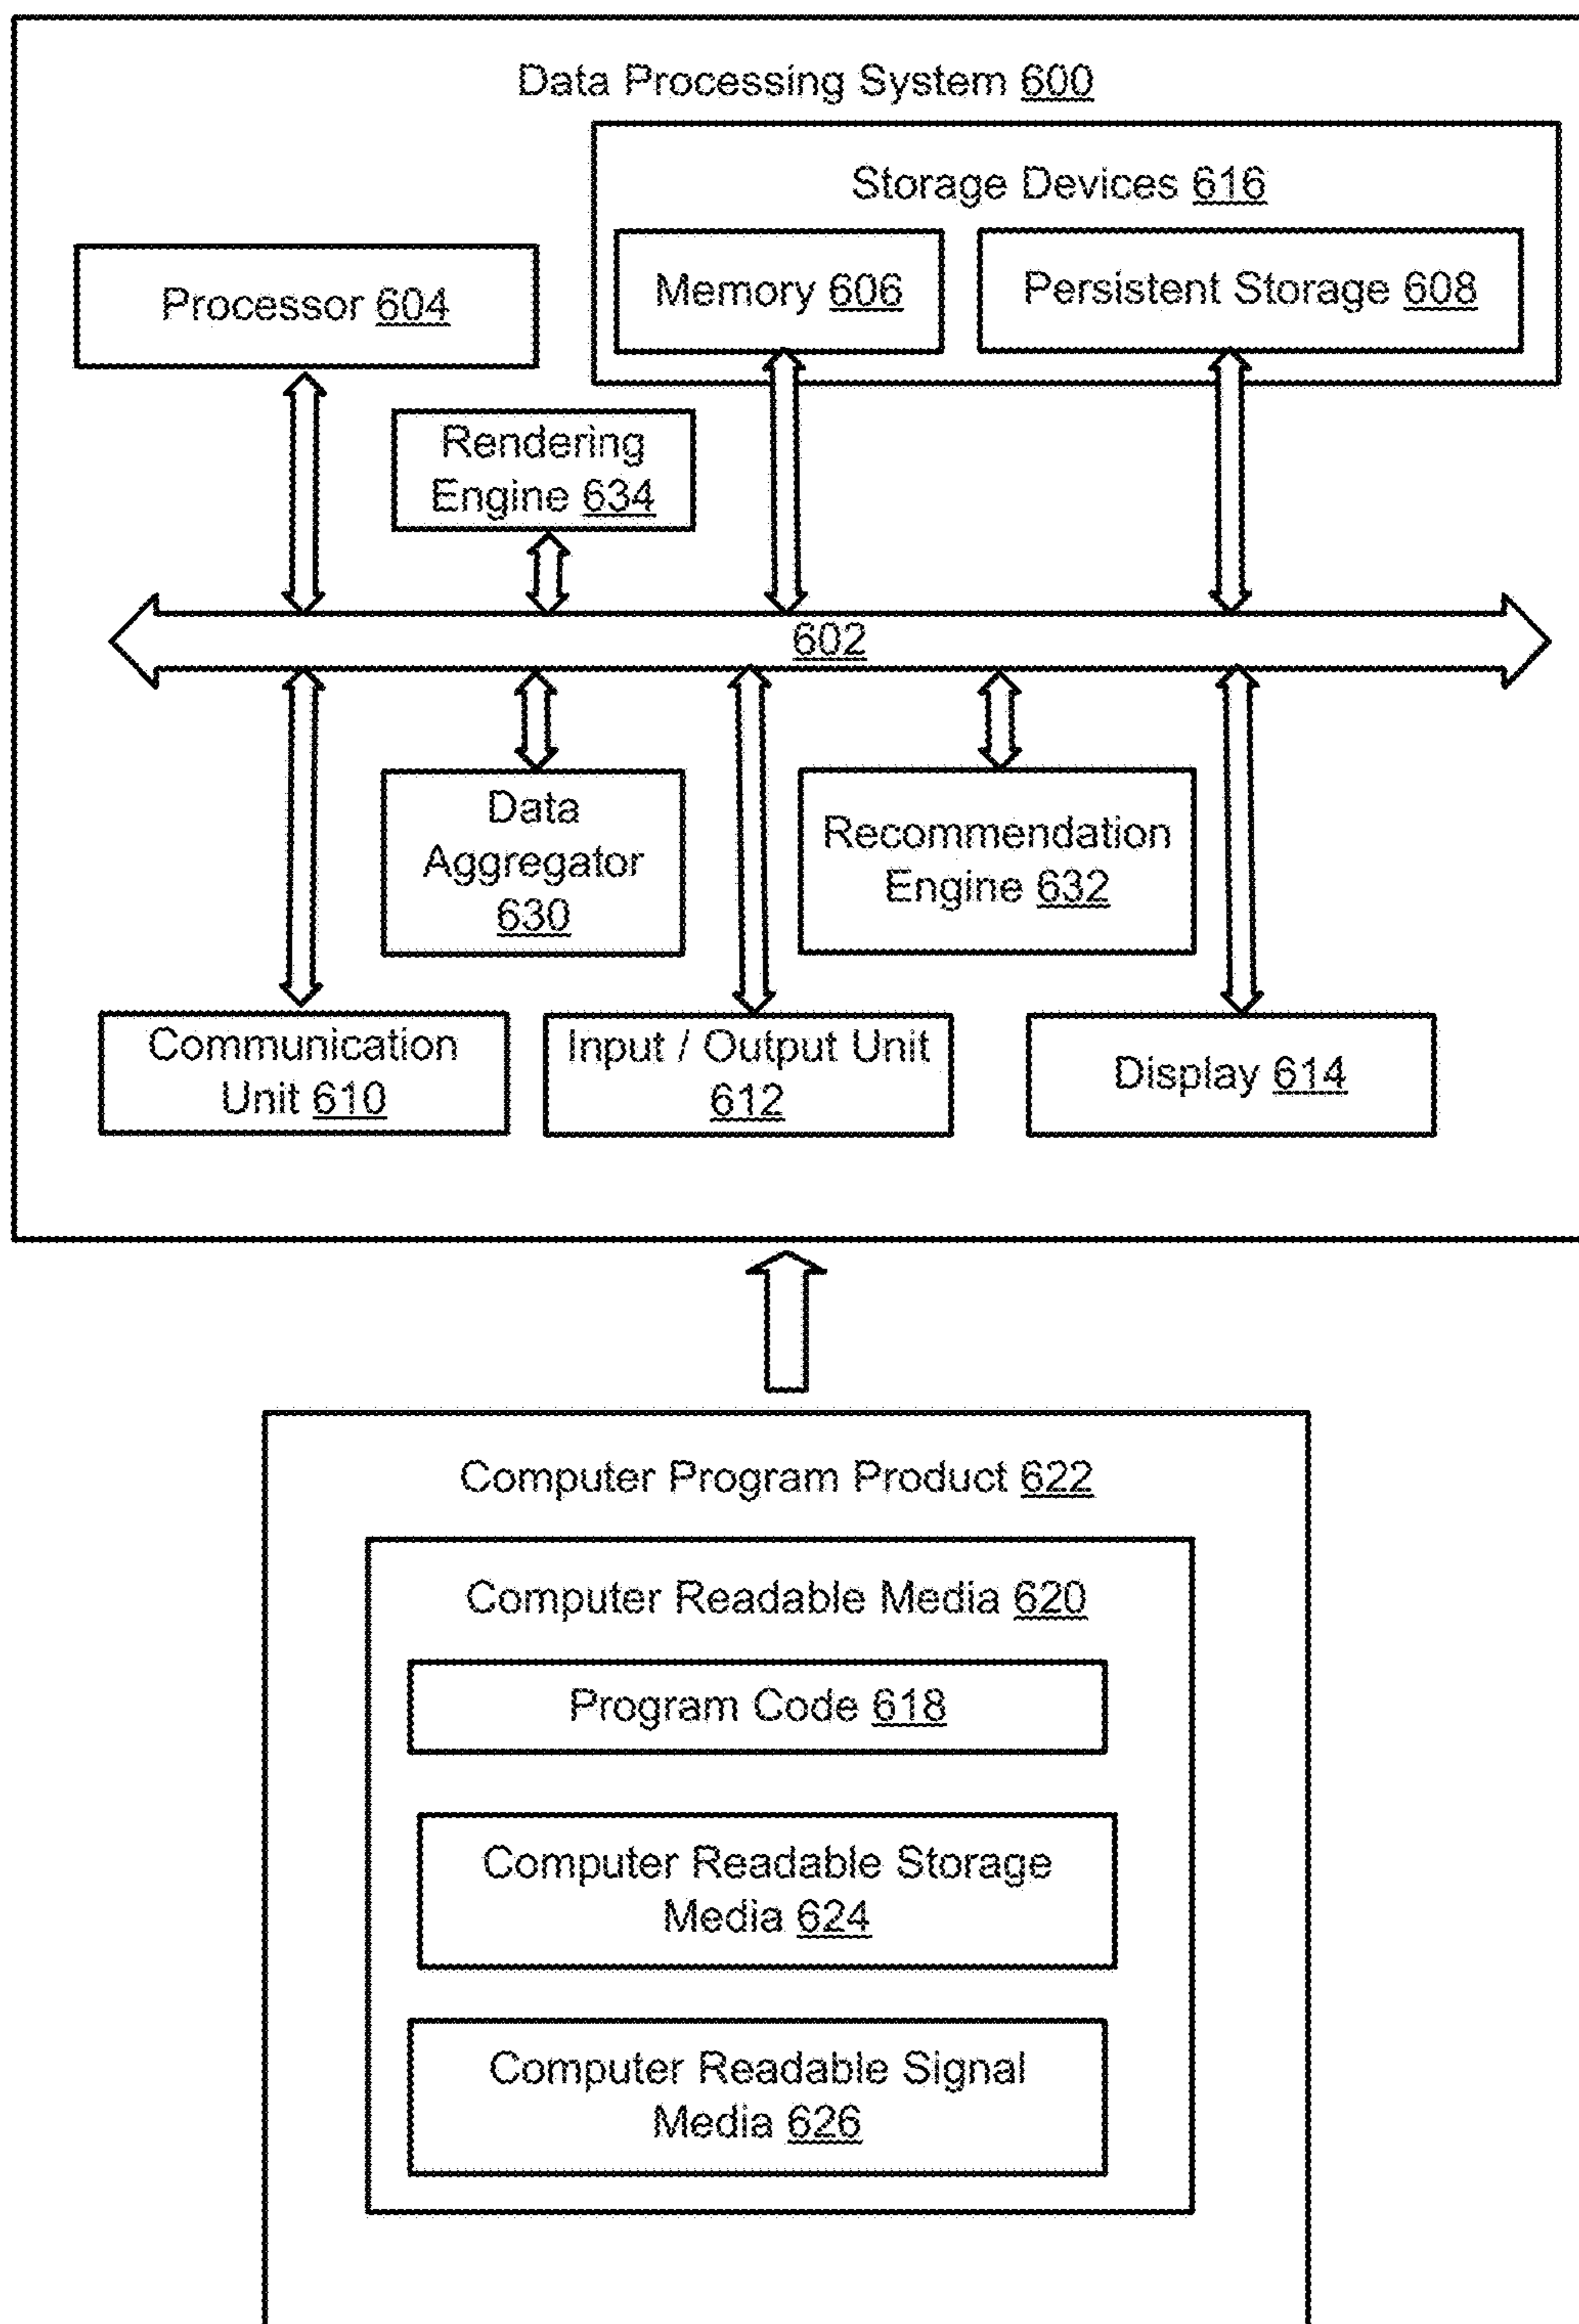 Data Processing System 600
Storage Devices 616
Processor 604
Memory 606
Persistent Storage 608
Rendering
Engine 634
602
Data
Aggregator
630
Recommendation
Engine 632
Communication
Unit 610
Input / Output Unit
612
Display 614
Computer Program Product 622
Computer Readable Media 620
Program Code 618
Computer Readable Storage
Media 624
Computer Readable Signal
Media 626